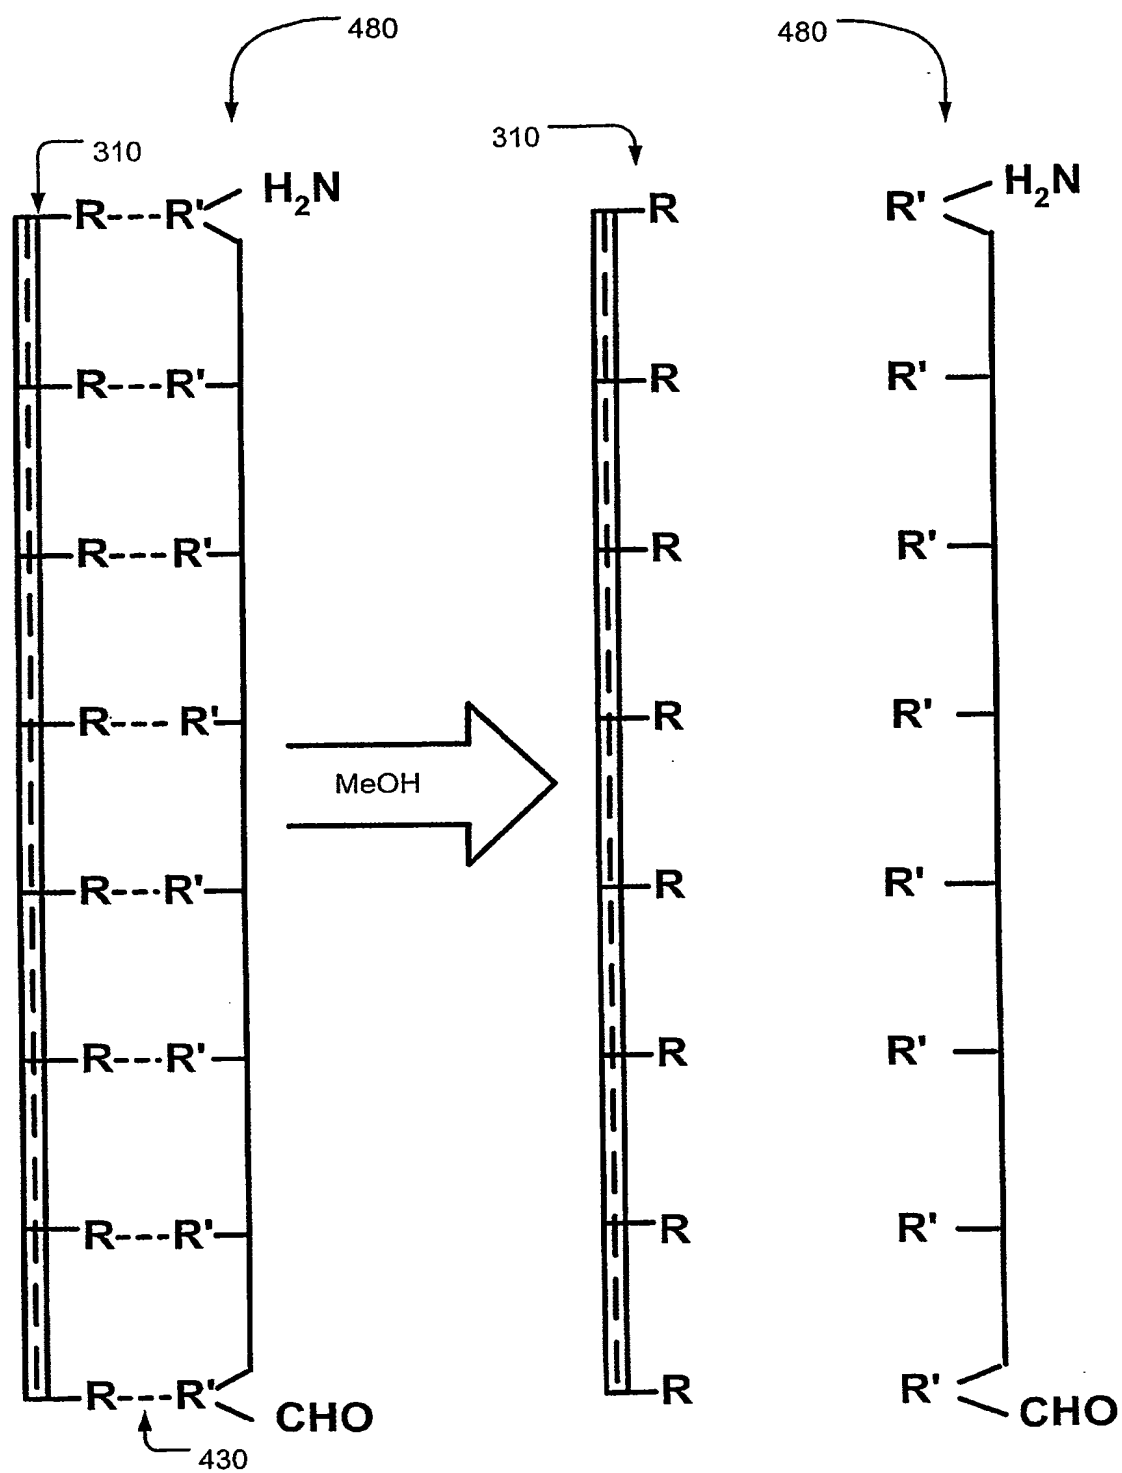 480
480
310
310
R---R' H₂N
R
R' H₂N
R---R'
R
R'
R---R'
R
R'
R---R'
R
R'
MeOH
R---R'
R
R'
R---R'
R
R'
R---R'
R
R'
R---R'
CHO
R
R'
CHO
430